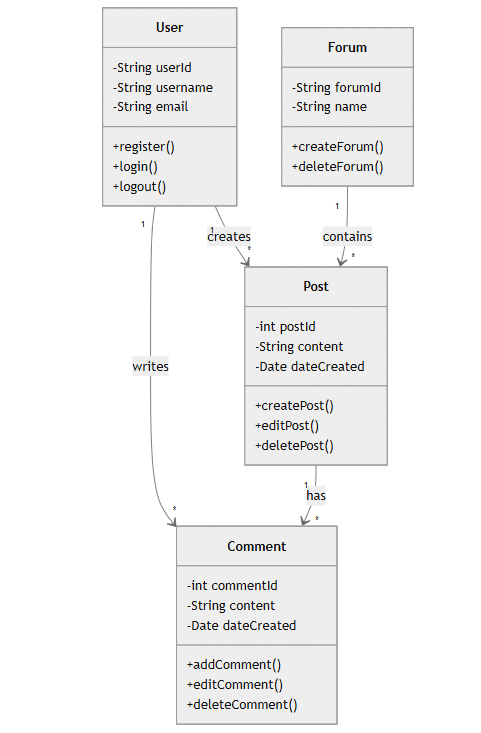 User
-String userId
-String username
-String email
+register()
+login()
+logout()
Forum
-String forumId
-String name
+createForum()
+deleteForum()
1
1
creates
*
1
contains
*
Post
-int postId
-String content
-Date dateCreated
+createPost()
+editPost()
+deletePost()
writes
1
has
*
*
Comment
-int commentId
-String content
-Date dateCreated
+addComment()
+editComment()
+deleteComment()